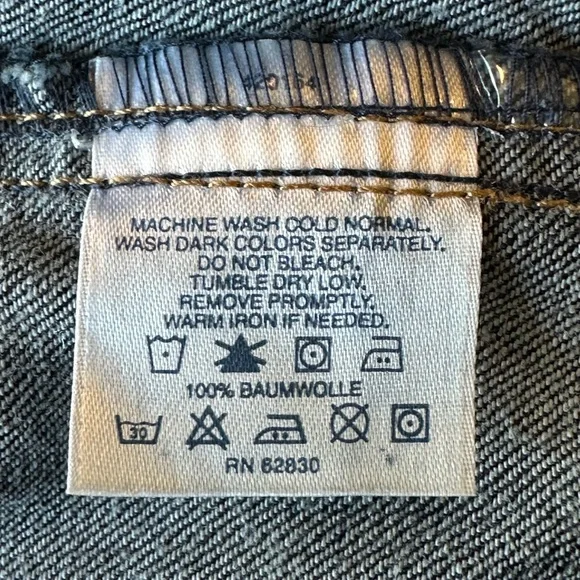 MACHINE WASH COLD NORMAL.
WASH DARK COLORS SEPARATELY.
DO NOT BLEACH.
TUMBLE DRY LOW.
REMOVE PROMPTLY.
WARM IRON IF NEEDED.
100% BAUMWOLLE
30
RN 62830